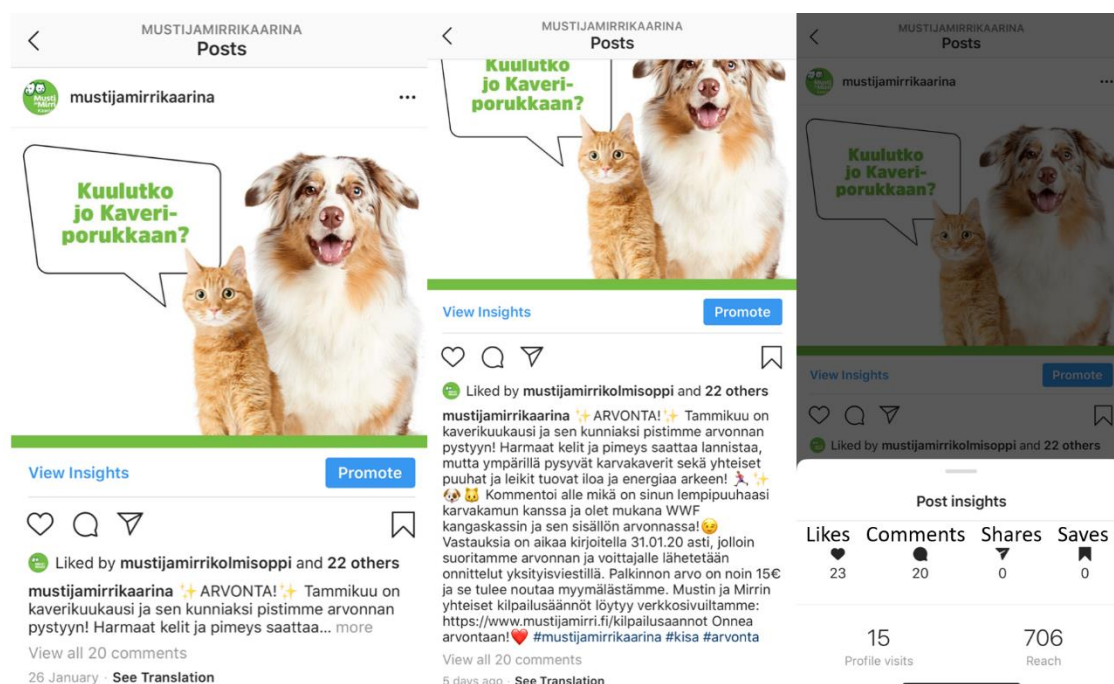 MUSTIJAMIRRIKAARINA
Posts
mustijamirrikaarina
Kuulutko
jo Kaveri-
porukkaan?
View Insights
Promote
Liked by mustijamirrikolmisoppi and 22 others
mustijamirrikaarina ✨ARVONTA!✨ Tammikuu on
kaverikuukausi ja sen kunniaksi pistimme arvonnan
pystyyn! Harmaat kelit ja pimeys saattaa... more
View all 20 comments
26 January · See Translation
MUSTIJAMIRRIKAARINA
Posts
Kuulutko
jo Kaveri-
porukkaan?
View Insights
Promote
Liked by mustijamirrikolmisoppi and 22 others
mustijamirrikaarina ✨ARVONTA!✨ Tammikuu on
kaverikuukausi ja sen kunniaksi pistimme arvonnan
pystyyn! Harmaat kelit ja pimeys saattaa lannistaa,
mutta ympärillä pysyvät karvakaverit sekä yhteiset
puuhat ja leikit tuovat iloa ja energiaa arkeen! 🏃‍♀️✨
🐶🐱 Kommentoi alle mikä on sinun lempipuuhaasi
karvakamun kanssa ja olet mukana WWF
kangaskassin ja sen sisällön arvonnassa!😉
Vastauksia on aikaa kirjoitella 31.01.20 asti, jolloin
suoritamme arvonnan ja voittajalle lähetetään
onnittelut yksityisviestillä. Palkinnon arvo on noin 15€
ja se tulee noutaa myymälästämme. Mustin ja Mirrin
yhteiset kilpailusäännöt löytyy verkkosivuiltamme:
https://www.mustijamirri.fi/kilpailusaannot Onnea
arvontaan!❤️ #mustijamirrikaarina #kisa #arvonta
View all 20 comments
5 days ago · See Translation
MUSTIJAMIRRIKAARINA
Posts
mustijamirrikaarina
Kuulutko
jo Kaveri-
porukkaan?
View Insights
Promote
Liked by mustijamirrikolmisoppi and 22 others
Post insights
Likes Comments Shares Saves
23 20 0 0
15 706
Profile visits Reach